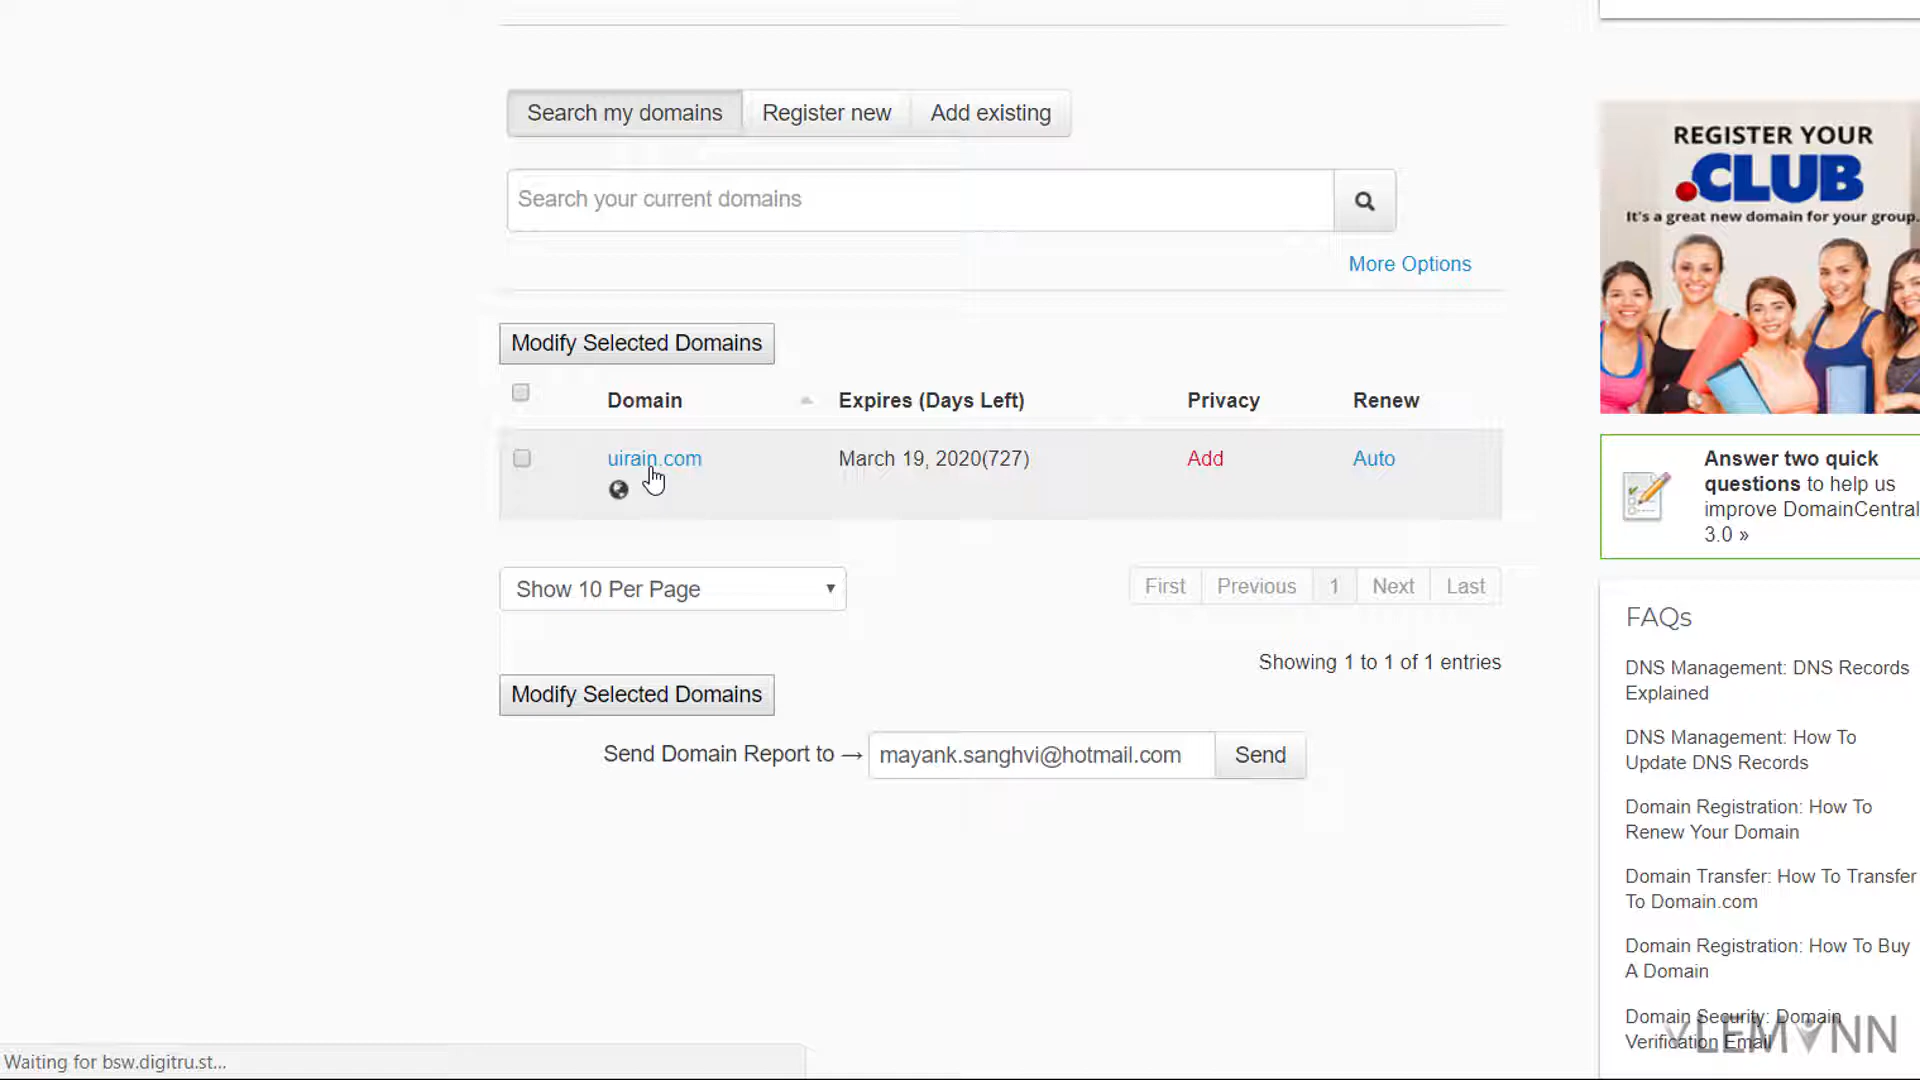 Search my domains Register new Add existing
Search your current domains
More Options
Modify Selected Domains
Domain Expires (Days Left) Privacy Renew
uirain.com March 19, 2020(727) Add Auto
Show 10 Per Page
First Previous 1 Next Last
Showing 1 to 1 of 1 entries
Modify Selected Domains
Send Domain Report to → mayank.sanghvi@hotmail.com Send
REGISTER YOUR
.CLUB
It's a great new domain for your group.
Answer two quick
questions to help us
improve DomainCentral
3.0 »
FAQs
DNS Management: DNS Records
Explained
DNS Management: How To
Update DNS Records
Domain Registration: How To
Renew Your Domain
Domain Transfer: How To Transfer
To Domain.com
Domain Registration: How To Buy
A Domain
Domain Security: Domain
Verification Email
Waiting for bsw.digitru.st...